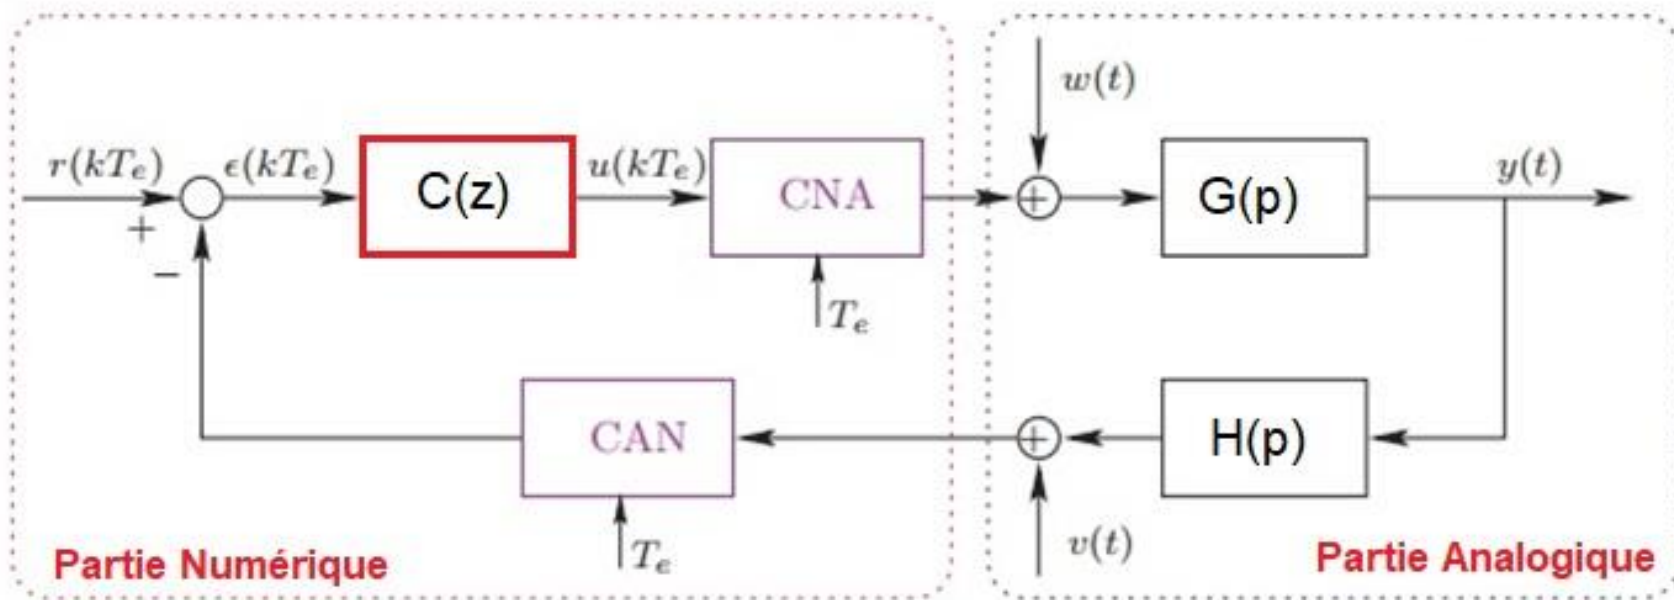 w(t)
r(kTₑ)
ϵ(kTₑ)
C(z)
u(kTₑ)
CNA
+
G(p)
y(t)
+
−
Tₑ
CAN
+
H(p)
Tₑ
v(t)
Partie Numérique
Partie Analogique